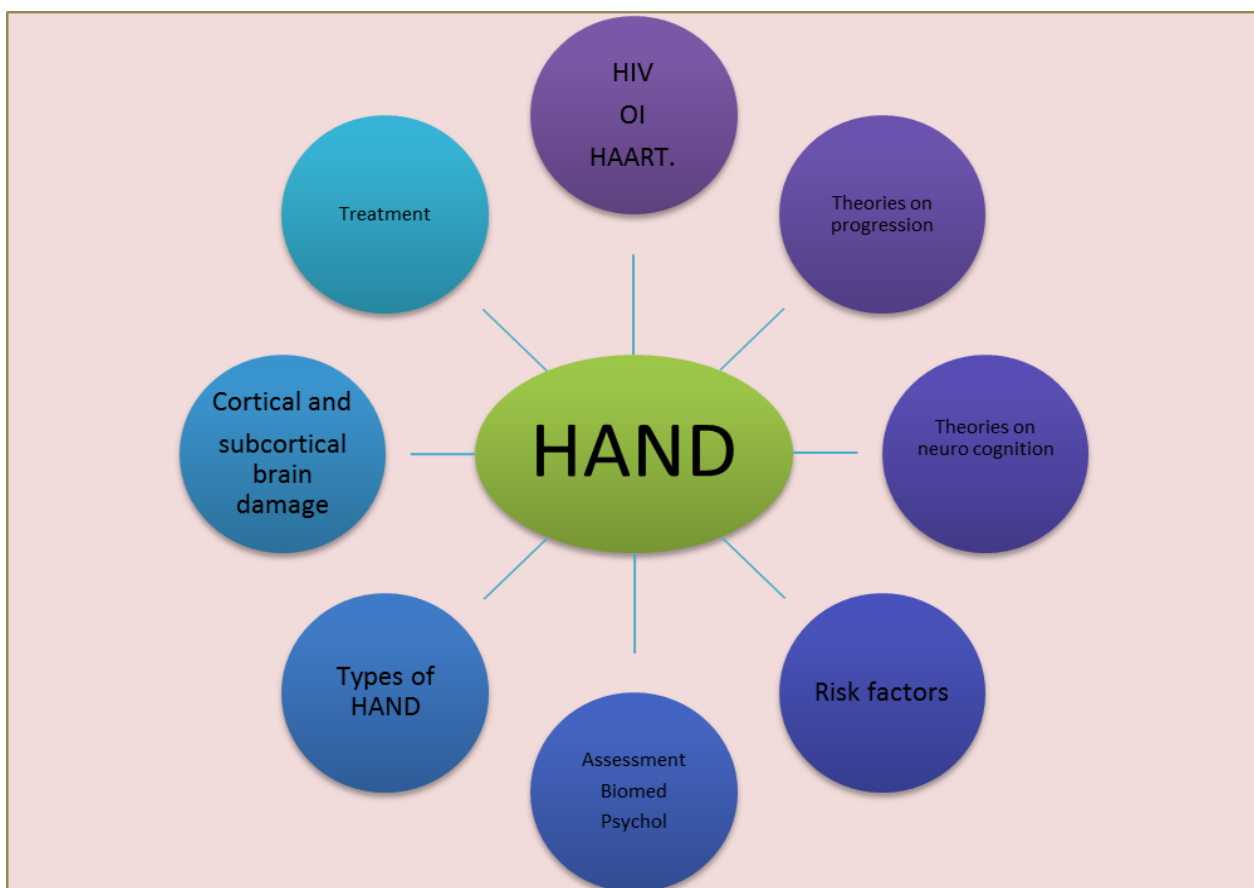 HIV
OI
HAART.
Theories on
progression
Theories on
neuro cognition
Risk factors
Assessment
Biomed
Psychol
Types of
HAND
Cortical and
subcortical
brain
damage
Treatment
HAND